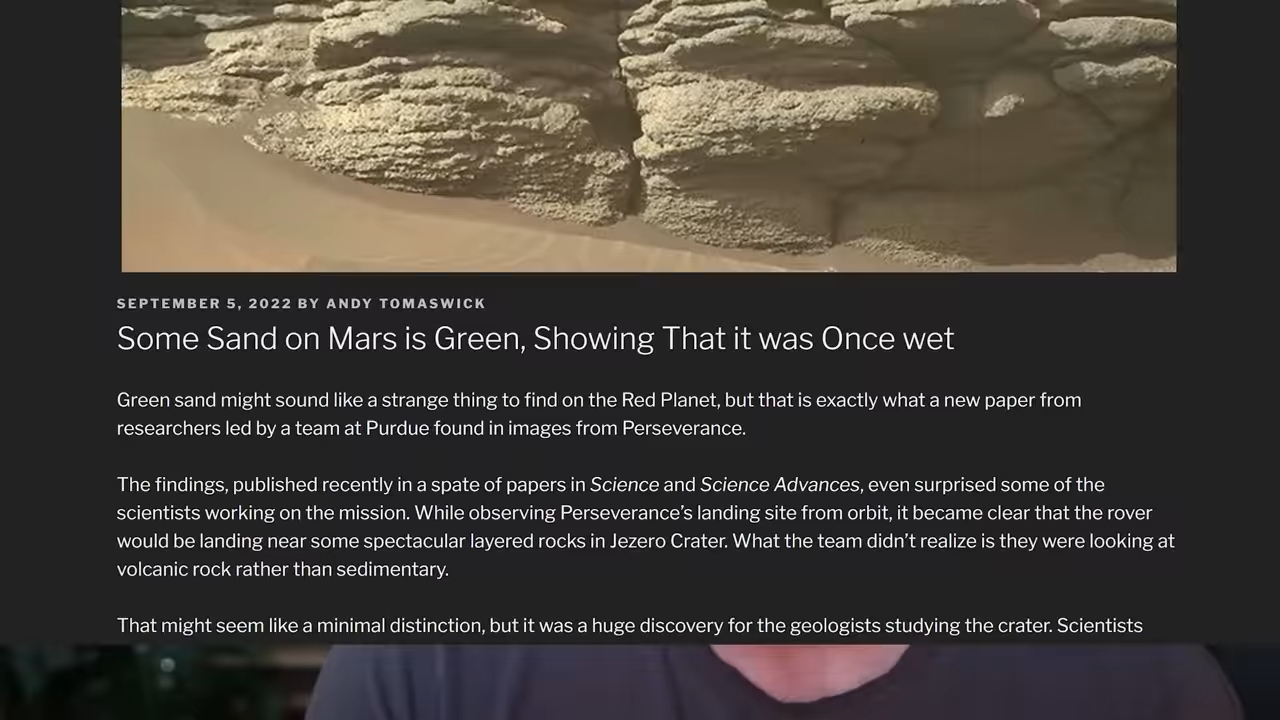 SEPTEMBER 5, 2022 BY ANDY TOMASWICK
Some Sand on Mars is Green, Showing That it was Once wet
Green sand might sound like a strange thing to find on the Red Planet, but that is exactly what a new paper from
researchers led by a team at Purdue found in images from Perseverance.
The findings, published recently in a spate of papers in Science and Science Advances, even surprised some of the
scientists working on the mission. While observing Perseverance’s landing site from orbit, it became clear that the rover
would be landing near some spectacular layered rocks in Jezero Crater. What the team didn’t realize is they were looking at
volcanic rock rather than sedimentary.
That might seem like a minimal distinction, but it was a huge discovery for the geologists studying the crater. Scientists